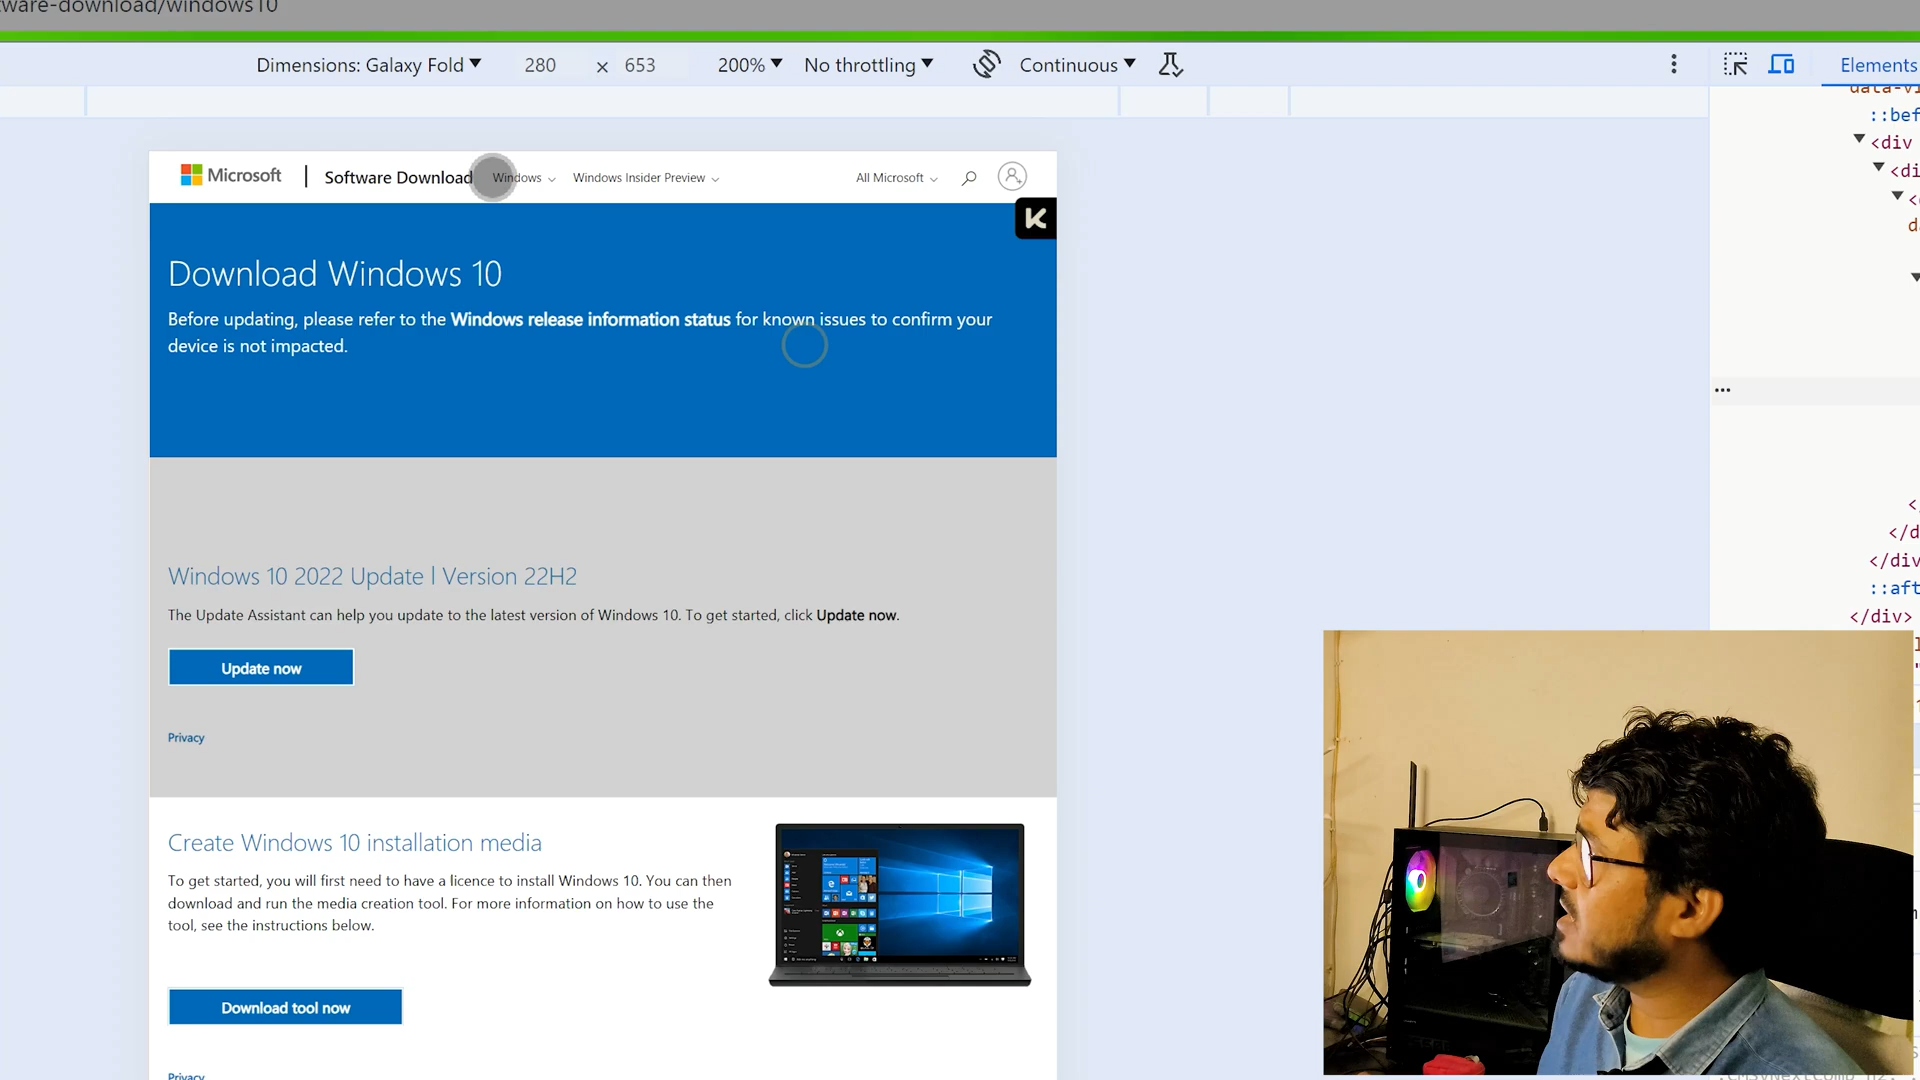 tware-download/windows10
Dimensions: Galaxy Fold 280 × 653 200% No throttling Continuous
Elements
::bef
<div
<di
Microsoft Software Download Windows Windows Insider Preview All Microsoft
K
Download Windows 10
Before updating, please refer to the Windows release information status for known issues to confirm your
device is not impacted.
Windows 10 2022 Update | Version 22H2
The Update Assistant can help you update to the latest version of Windows 10. To get started, click Update now.
Update now
Privacy
</d
</div
::aft
</div>
Create Windows 10 installation media
To get started, you will first need to have a licence to install Windows 10. You can then
download and run the media creation tool. For more information on how to use the
tool, see the instructions below.
Download tool now
Privacy